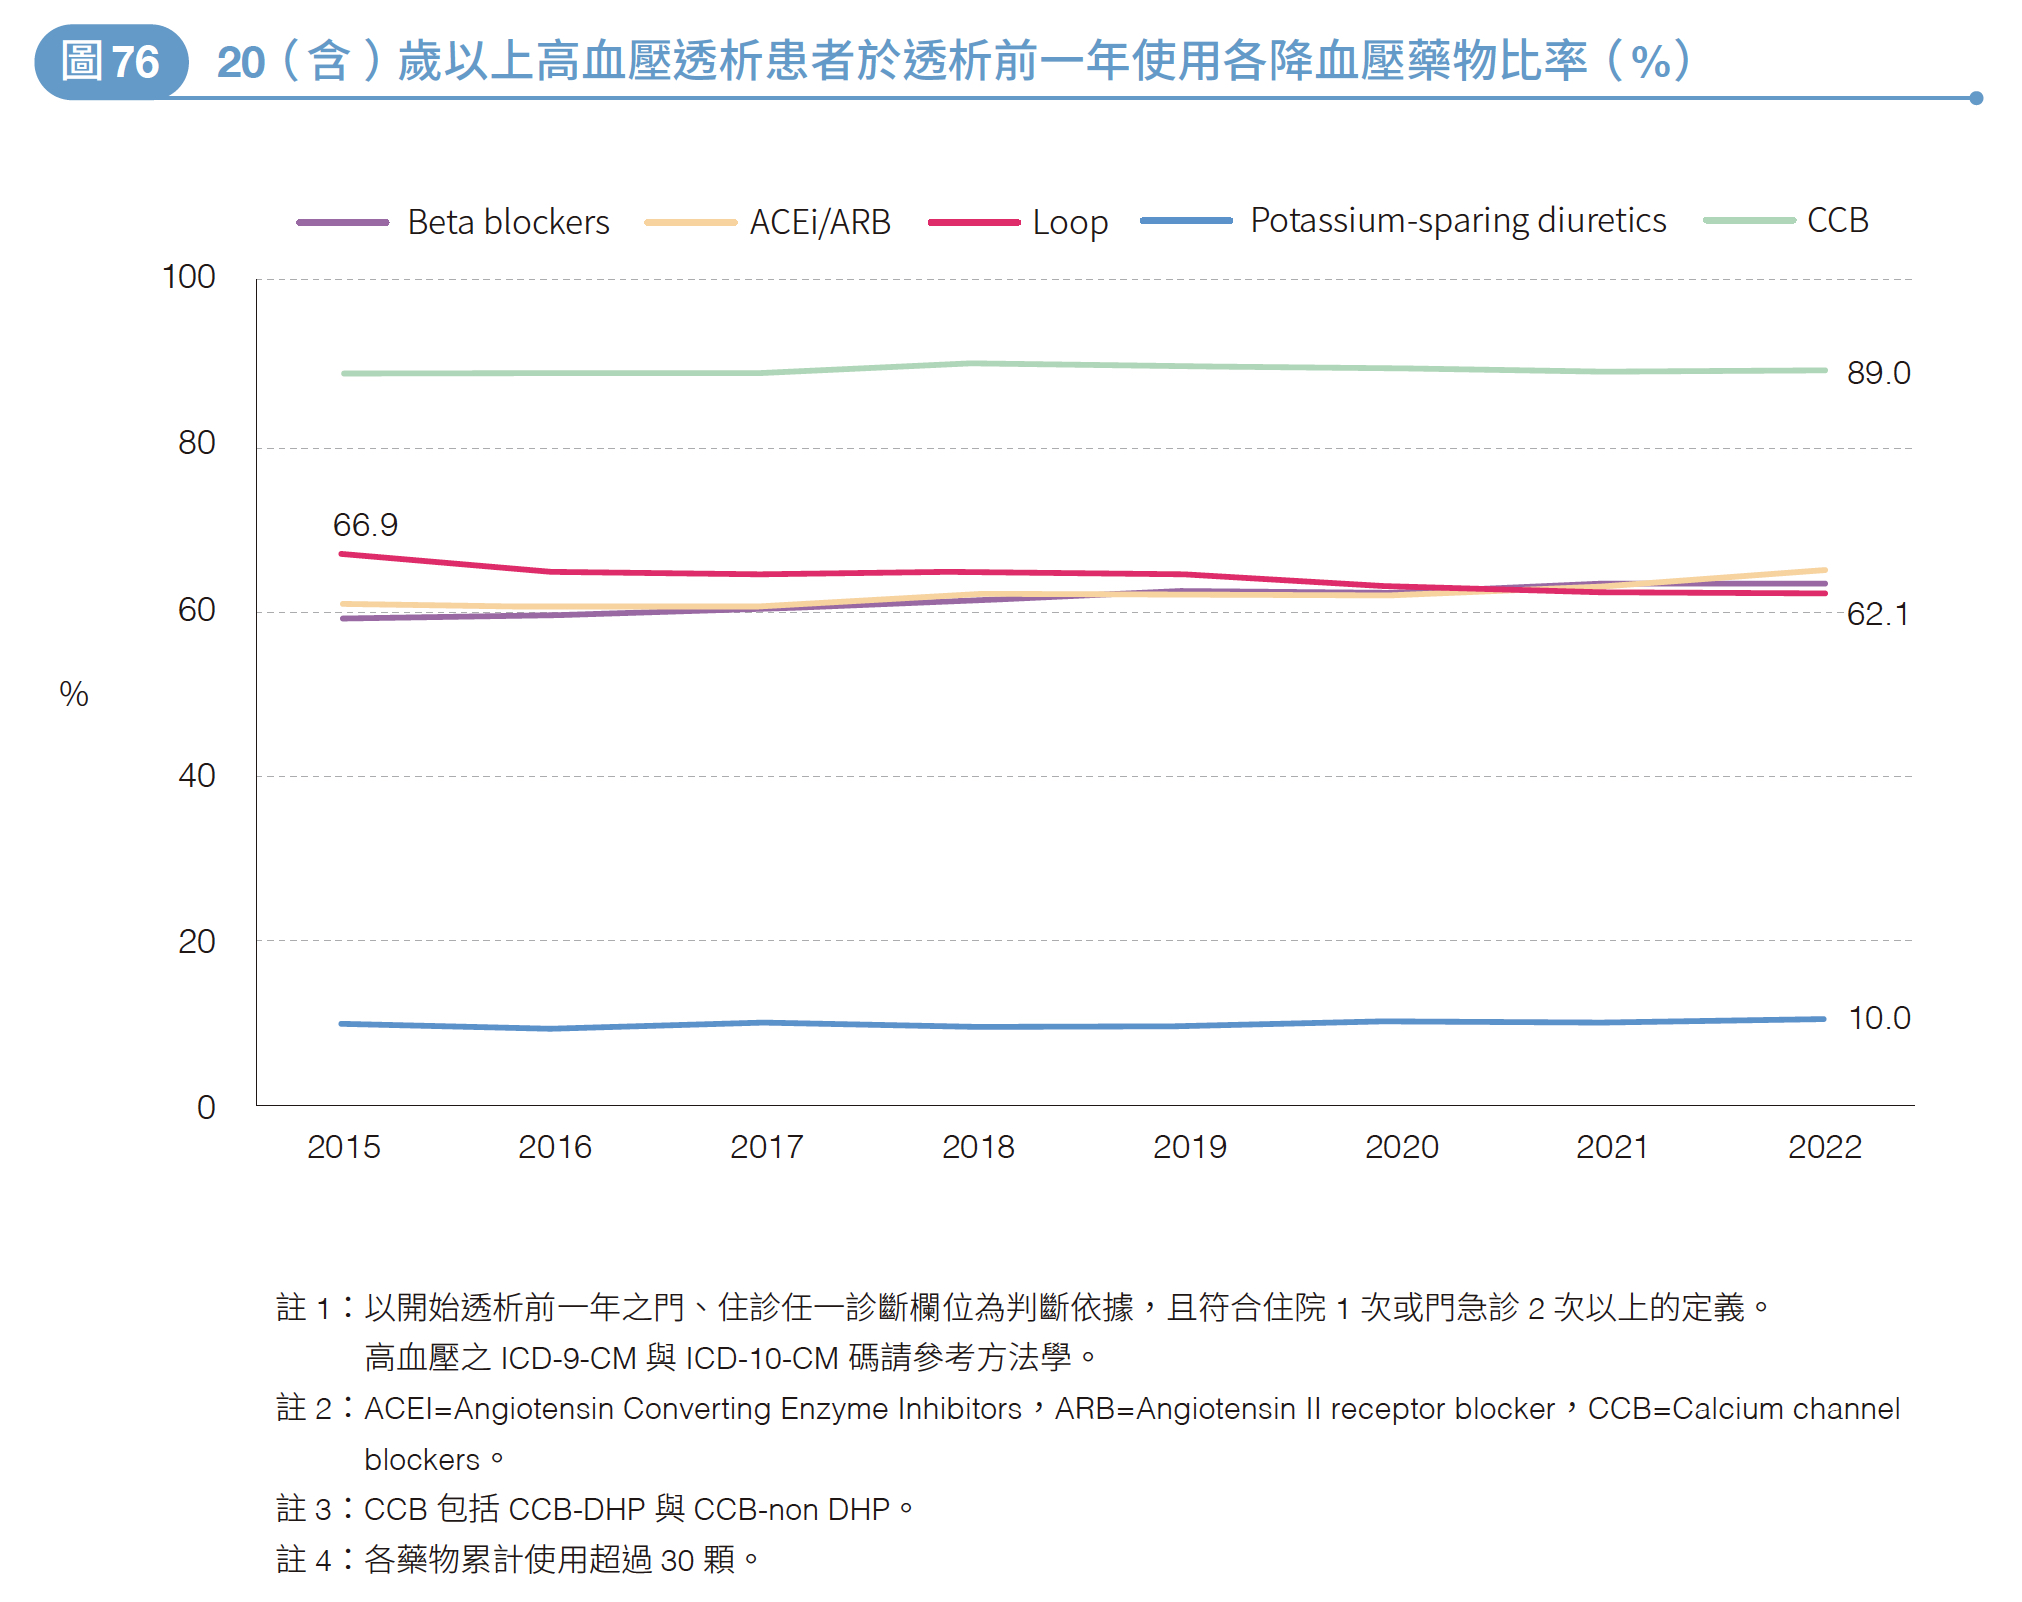 圖 76 20（含）歲以上高血壓透析患者於透析前一年使用各降血壓藥物比率（%）
Beta blockers ACEi/ARB Loop Potassium-sparing diuretics CCB
100
89.0
80
66.9
60
62.1
%
40
20
10.0
0
2015 2016 2017 2018 2019 2020 2021 2022
註 1：以開始透析前一年之門、住診任一診斷欄位為判斷依據，且符合住院 1 次或門急診 2 次以上的定義。
高血壓之 ICD-9-CM 與 ICD-10-CM 碼請參考方法學。
註 2：ACEI=Angiotensin Converting Enzyme Inhibitors，ARB=Angiotensin II receptor blocker，CCB=Calcium channel
blockers。
註 3：CCB 包括 CCB-DHP 與 CCB-non DHP。
註 4：各藥物累計使用超過 30 顆。